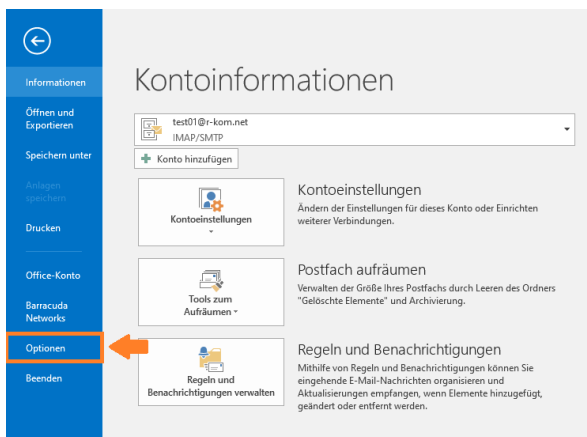 Informationen
Öffnen und
Exportieren
Speichern unter
Anlagen
speichern
Drucken
Office-Konto
Barracuda
Networks
Optionen
Beenden
Kontoinformationen
test01@r-kom.net
IMAP/SMTP
Konto hinzufügen
Kontoeinstellungen
Kontoeinstellungen
Ändern der Einstellungen für dieses Konto oder Einrichten
weiterer Verbindungen.
Tools zum
Aufräumen
Postfach aufräumen
Verwalten der Größe Ihres Postfachs durch Leeren des Ordners
"Gelöschte Elemente" und Archivierung.
Regeln und
Benachrichtigungen verwalten
Regeln und Benachrichtigungen
Mithilfe von Regeln und Benachrichtigungen können Sie
eingehende E-Mail-Nachrichten organisieren und
Aktualisierungen empfangen, wenn Elemente hinzugefügt,
geändert oder entfernt werden.